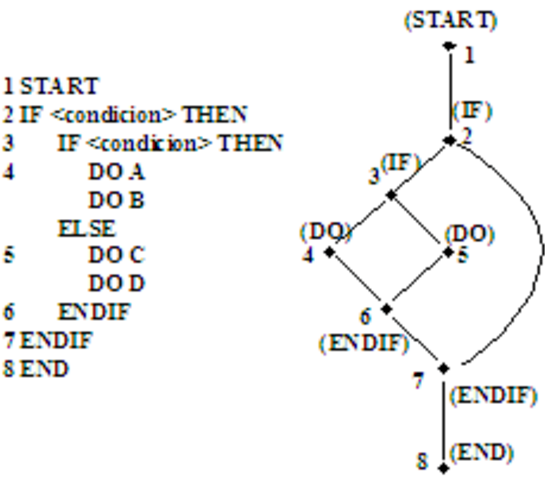 1 START
2 IF <condicion> THEN
3 IF <condicion> THEN
4 DO A
DO B
ELSE
5 DO C
DO D
6 ENDIF
7 ENDIF
8 END
(START)
1
(IF)
2
(IF)
3
(DO)
4
(DO)
5
6
(ENDIF)
7
(ENDIF)
8 (END)